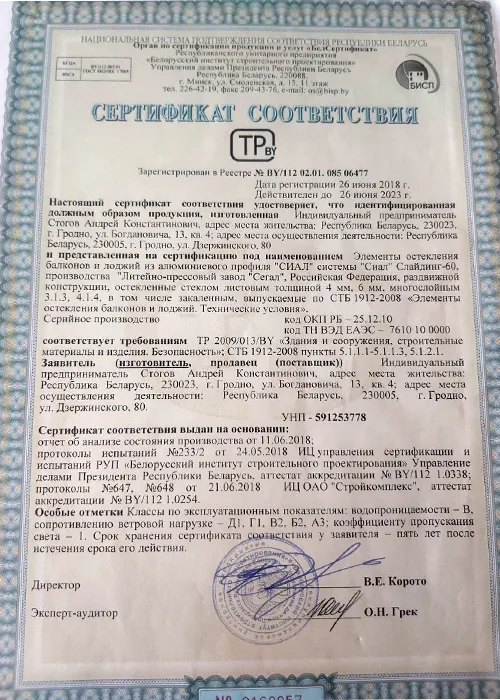 НАЦИОНАЛЬНАЯ СИСТЕМА ПОДТВЕРЖДЕНИЯ СООТВЕТСТВИЯ РЕСПУБЛИКИ БЕЛАРУСЬ
Орган по сертификации продукции и услуг «БелСертификат»
Республиканского унитарного предприятия
«Белорусский институт строительного проектирования»
Управления делами Президента Республики Беларусь
Республика Беларусь, 220088,
г. Минск, ул. Смоленская, д. 15, 11 этаж
тел. 226-42-19, факс 209-43-76, e-mail: os@bisp.by
БИСП
СЕРТИФИКАТ СООТВЕТСТВИЯ
ТР BY
Зарегистрирован в Реестре № BY/112 02.01. 085 06477
Дата регистрации 26 июня 2018 г.
Действителен до 26 июня 2023 г.
Настоящий сертификат соответствия удостоверяет, что идентифицированная
должным образом продукция, изготовленная Индивидуальный предприниматель
Стогов Андрей Константинович, адрес места жительства: Республика Беларусь, 230023,
г. Гродно, ул. Богдановича, 13, кв. 4; адрес места осуществления деятельности: Республика
Беларусь, 230005, г. Гродно, ул. Дзержинского, 80
и представленная на сертификацию под наименованием Элементы остекления
балконов и лоджий из алюминиевого профиля "СИАЛ" системы "Сиал" Слайдинг-60,
производства "Литейно-прессовый завод "Сегал", Российская Федерация, раздвижной
конструкции, остекленные стеклом листовым толщиной 4 мм, 6 мм, многослойным
3.1.3, 4.1.4, в том числе закаленным, выпускаемые по СТБ 1912-2008 «Элементы
остекления балконов и лоджий. Технические условия».
Серийное производство код ОКП РБ – 25.12.10
код ТН ВЭД ЕАЭС – 7610 10 0000
соответствует требованиям ТР 2009/013/BY «Здания и сооружения, строительные
материалы и изделия. Безопасность»; СТБ 1912-2008 пункты 5.1.1.1-5.1.1.3, 5.1.2.1.
Заявитель (изготовитель, продавец (поставщик)) Индивидуальный
предприниматель Стогов Андрей Константинович, адрес места жительства:
Республика Беларусь, 230023, г. Гродно, ул. Богдановича, 13, кв. 4; адрес места
осуществления деятельности: Республика Беларусь, 230005, г. Гродно,
ул. Дзержинского, 80.
УНП - 591253778
Сертификат соответствия выдан на основании:
отчет об анализе состояния производства от 11.06.2018;
протоколы испытаний №233/2 от 24.05.2018 ИЦ управления сертификации и
испытаний РУП «Белорусский институт строительного проектирования» Управление
делами Президента Республики Беларусь, аттестат аккредитации № BY/112 1.0338;
протоколы №647, №648 от 21.06.2018 ИЦ ОАО "Стройкомплекс", аттестат
аккредитации № BY/112 1.0254.
Особые отметки Классы по эксплуатационным показателям: водопроницаемости – В,
сопротивлению ветровой нагрузке – Д1, Г1, В2, Б2, А3; коэффициенту пропускания
света – 1. Срок хранения сертификата соответствия у заявителя – пять лет после
истечения срока его действия.
Директор В.Е. Корото
Эксперт-аудитор О.Н. Грек